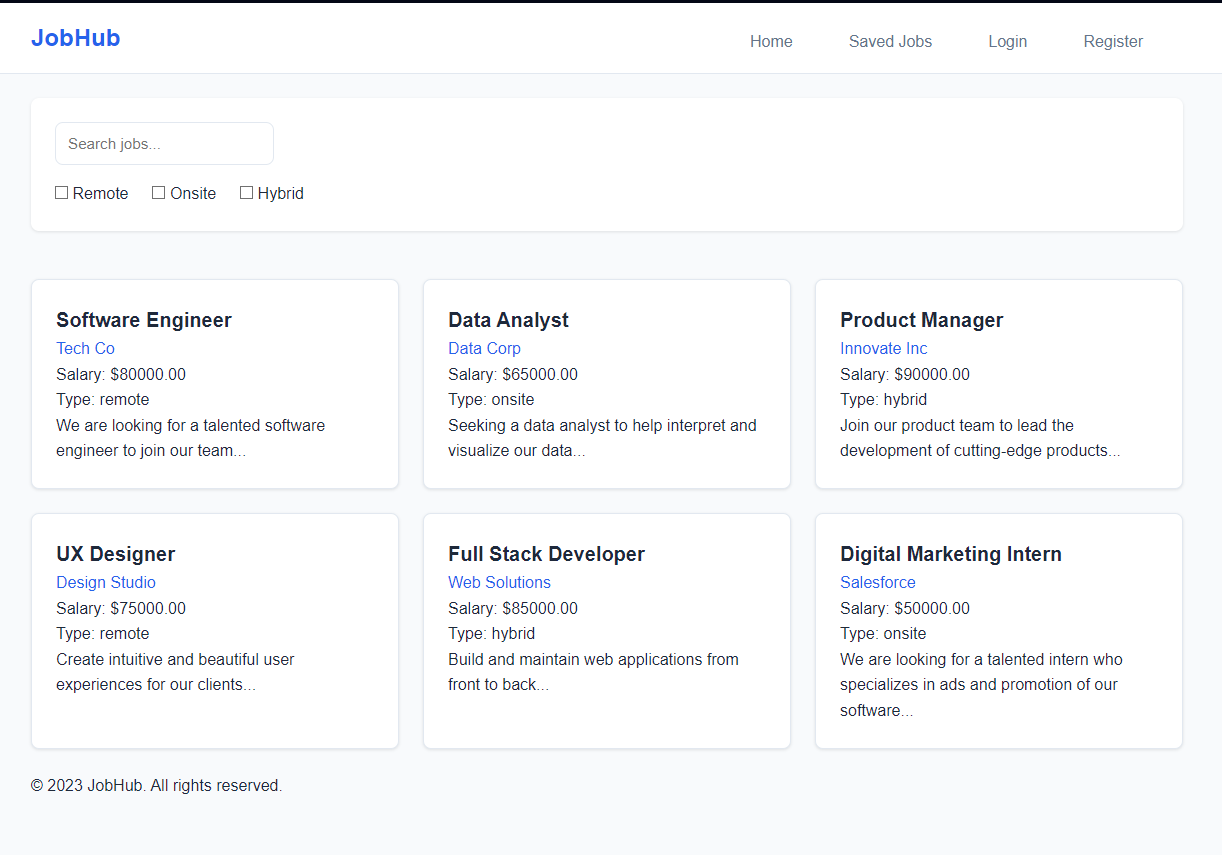 JobHub
Home
Saved Jobs
Login
Register
Search jobs...
Remote
Onsite
Hybrid
Software Engineer
Tech Co
Salary: $80000.00
Type: remote
We are looking for a talented software
engineer to join our team...
Data Analyst
Data Corp
Salary: $65000.00
Type: onsite
Seeking a data analyst to help interpret and
visualize our data...
Product Manager
Innovate Inc
Salary: $90000.00
Type: hybrid
Join our product team to lead the
development of cutting-edge products...
UX Designer
Design Studio
Salary: $75000.00
Type: remote
Create intuitive and beautiful user
experiences for our clients...
Full Stack Developer
Web Solutions
Salary: $85000.00
Type: hybrid
Build and maintain web applications from
front to back...
Digital Marketing Intern
Salesforce
Salary: $50000.00
Type: onsite
We are looking for a talented intern who
specializes in ads and promotion of our
software...
© 2023 JobHub. All rights reserved.